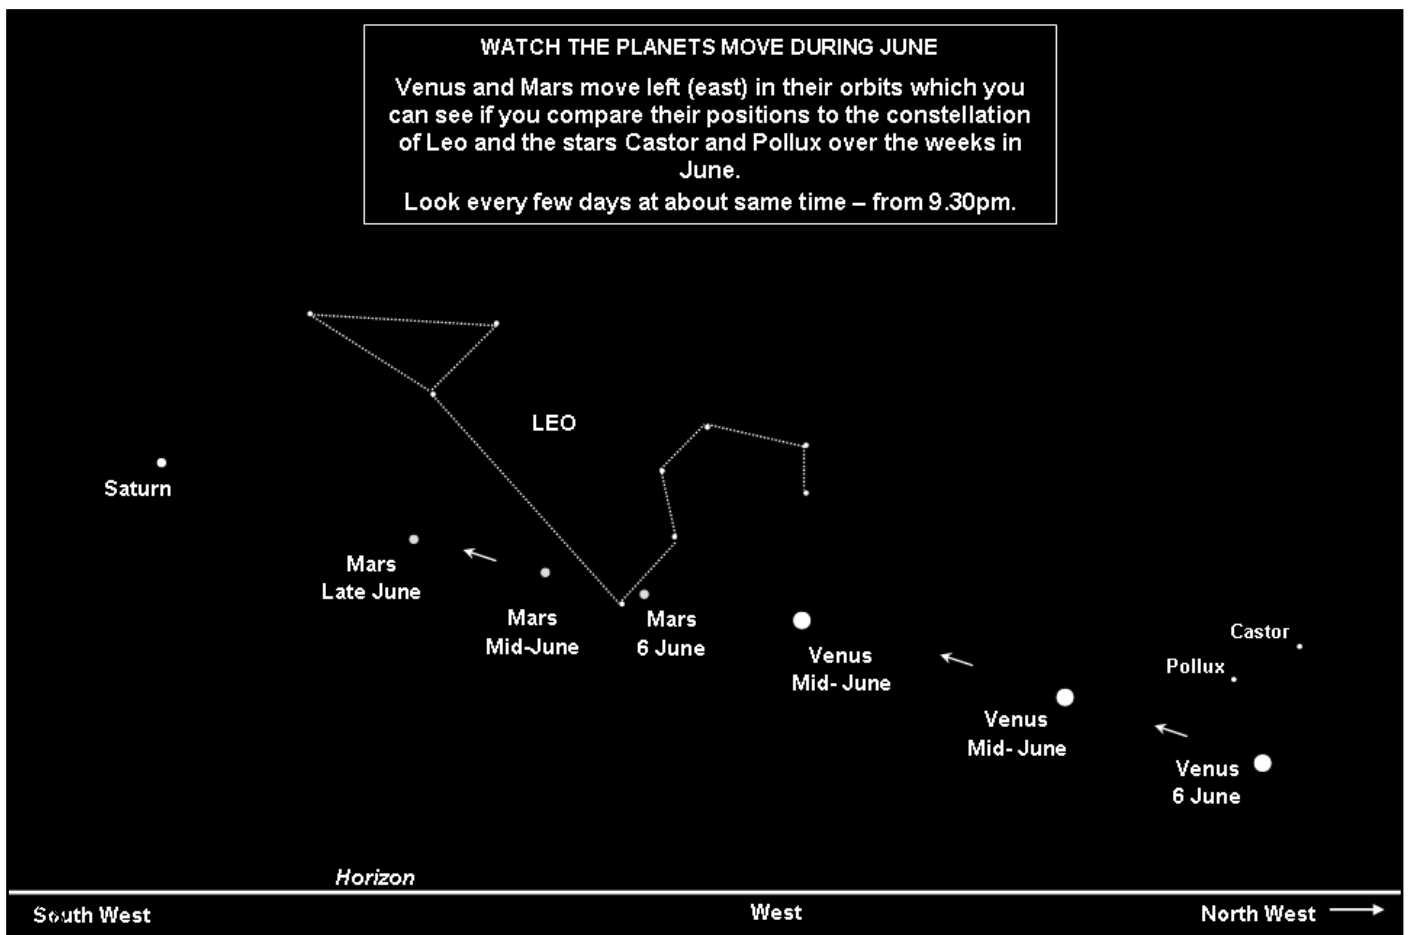 WATCH THE PLANETS MOVE DURING JUNE
Venus and Mars move left (east) in their orbits which you
can see if you compare their positions to the constellation
of Leo and the stars Castor and Pollux over the weeks in
June.
Look every few days at about same time – from 9.30pm.
LEO
Saturn
Mars
Late June
Mars
Mid-June
Mars
6 June
Venus
Mid- June
Castor
Pollux
Venus
Mid- June
Venus
6 June
Horizon
South West
West
North West